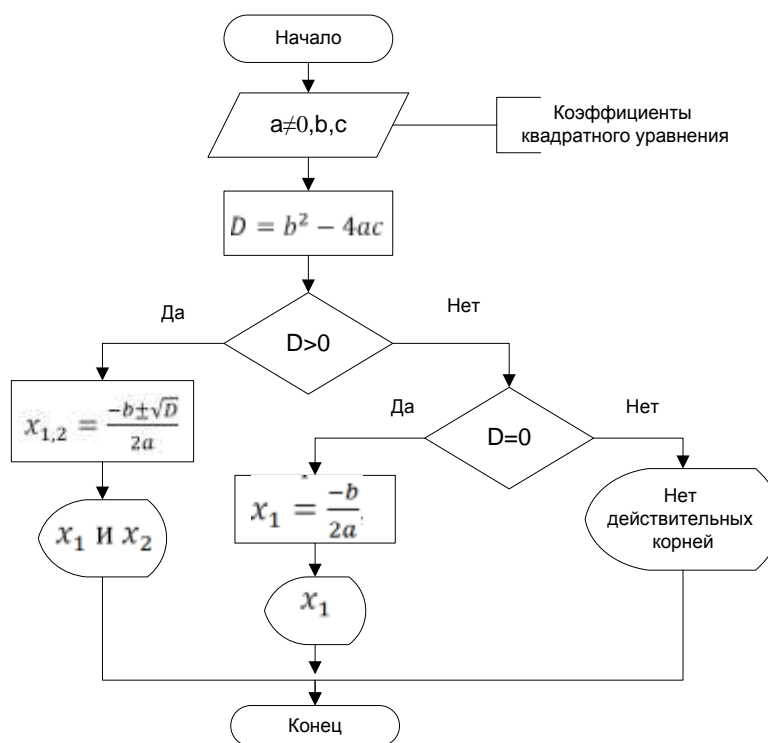 Начало
a≠0,b,c
Коэффициенты
квадратного уравнения
D = b² − 4ac
Да
Нет
D>0
x₁,₂ = (−b±√D)/2a
Да
Нет
D=0
x₁ = −b/2a
Нет
действительных
корней
x₁ и x₂
x₁
Конец